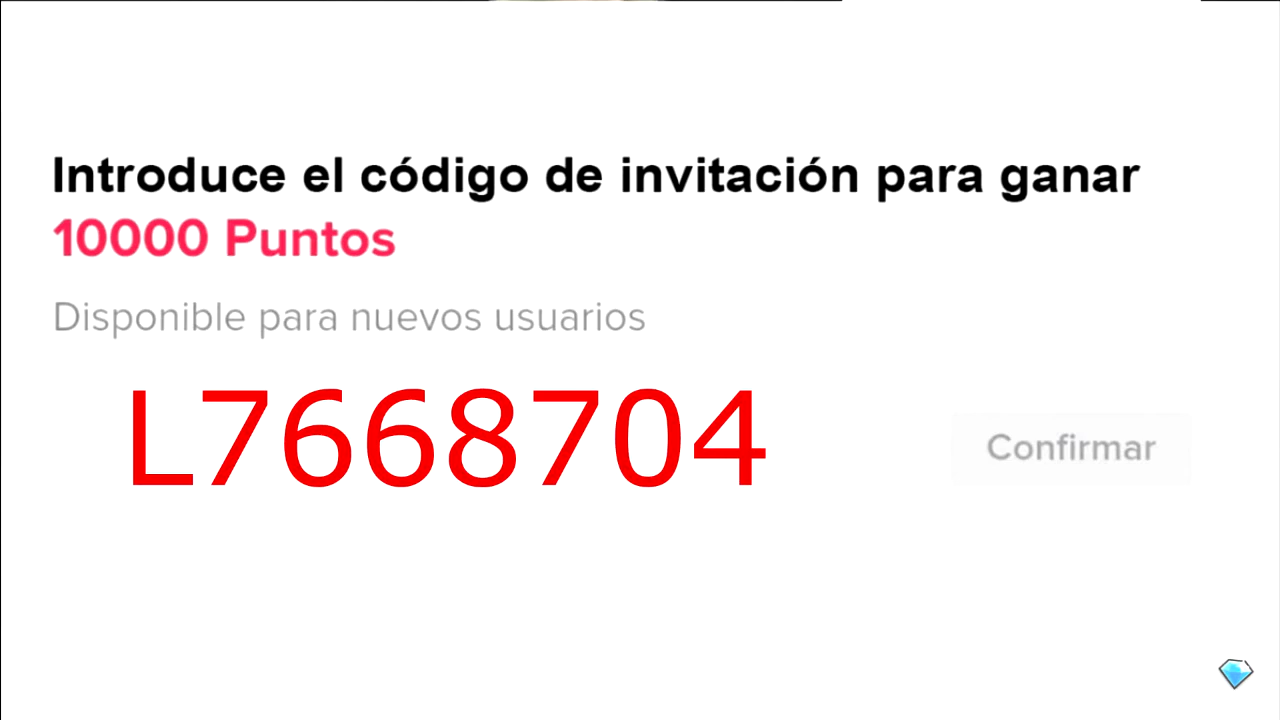 Introduce el código de invitación para ganar
10000 Puntos
Disponible para nuevos usuarios
L7668704
Confirmar